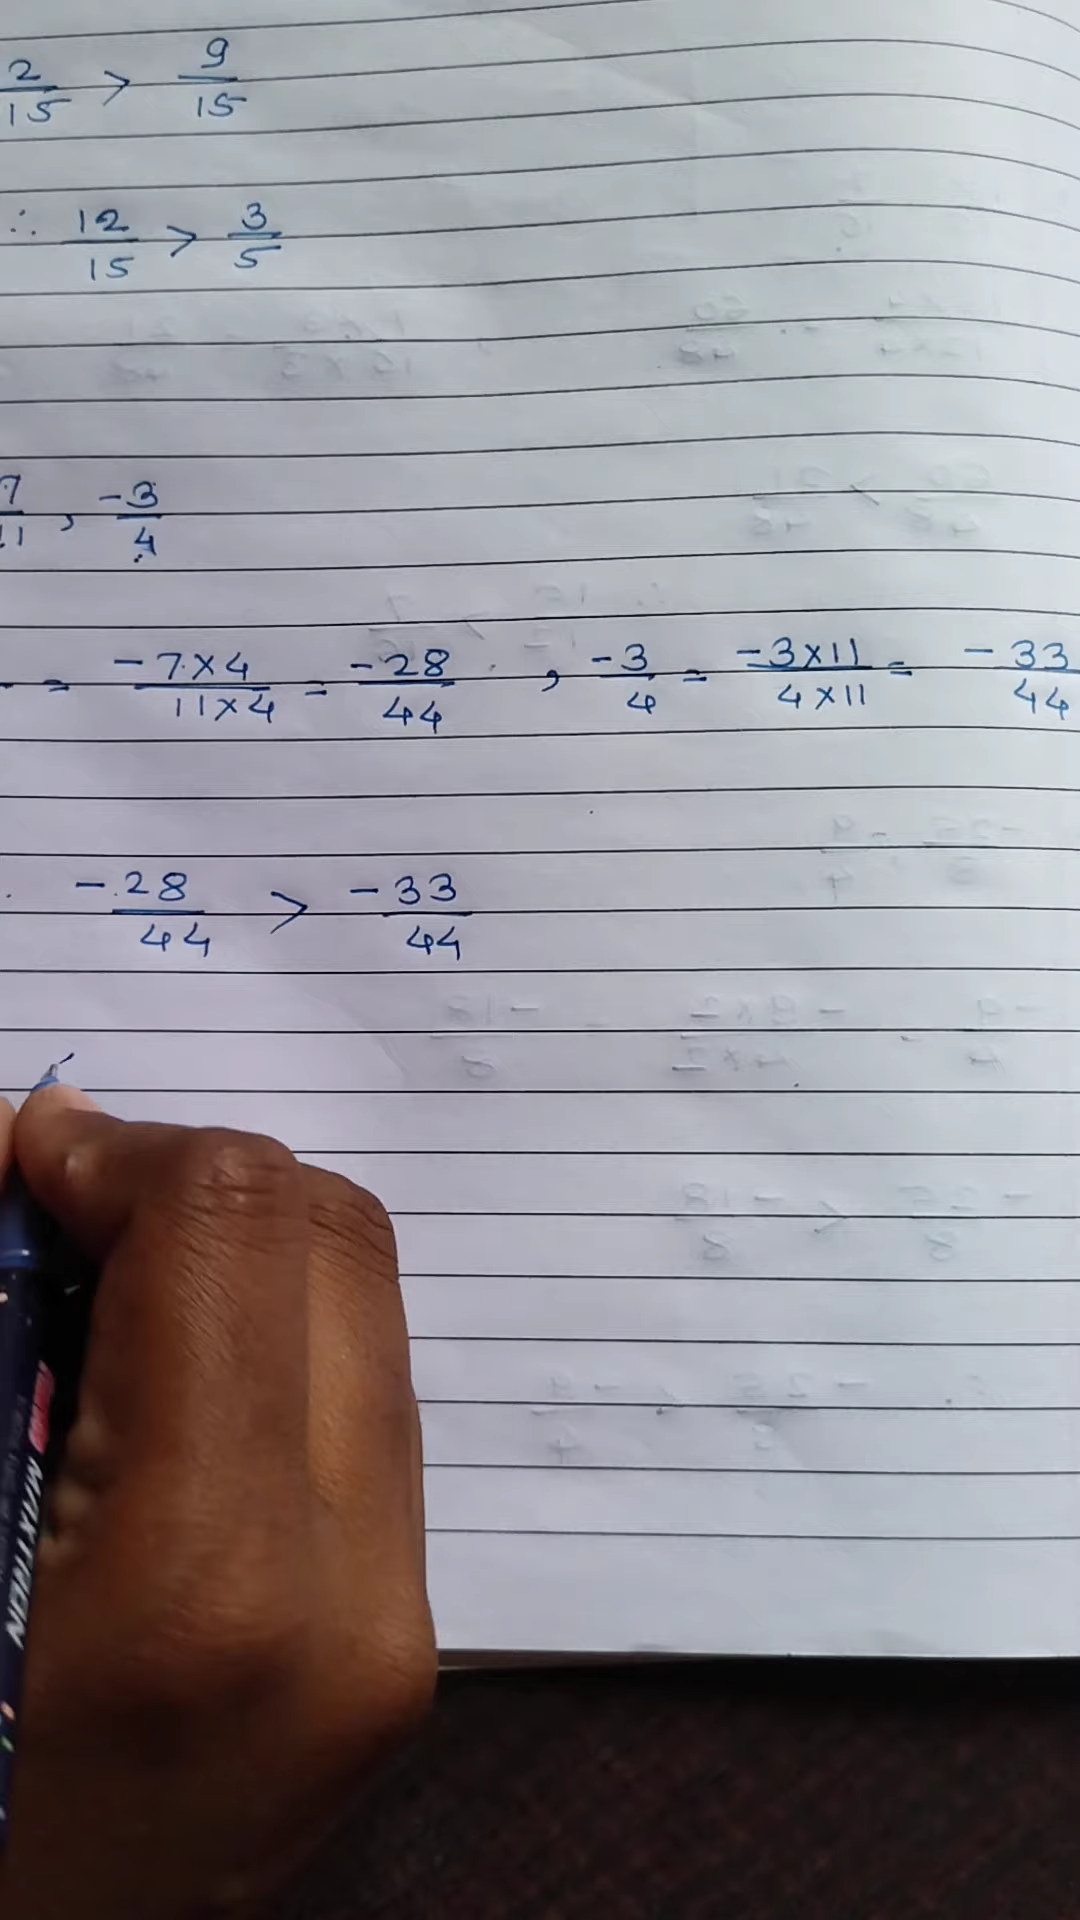 2/15 > 9/15
∴ 12/15 > 3/5
7/11 , -3/4
= -7×4/11×4 = -28/44 , -3/4 = -3×11/4×11 = -33/44
-28/44 > -33/44
MAXTRON